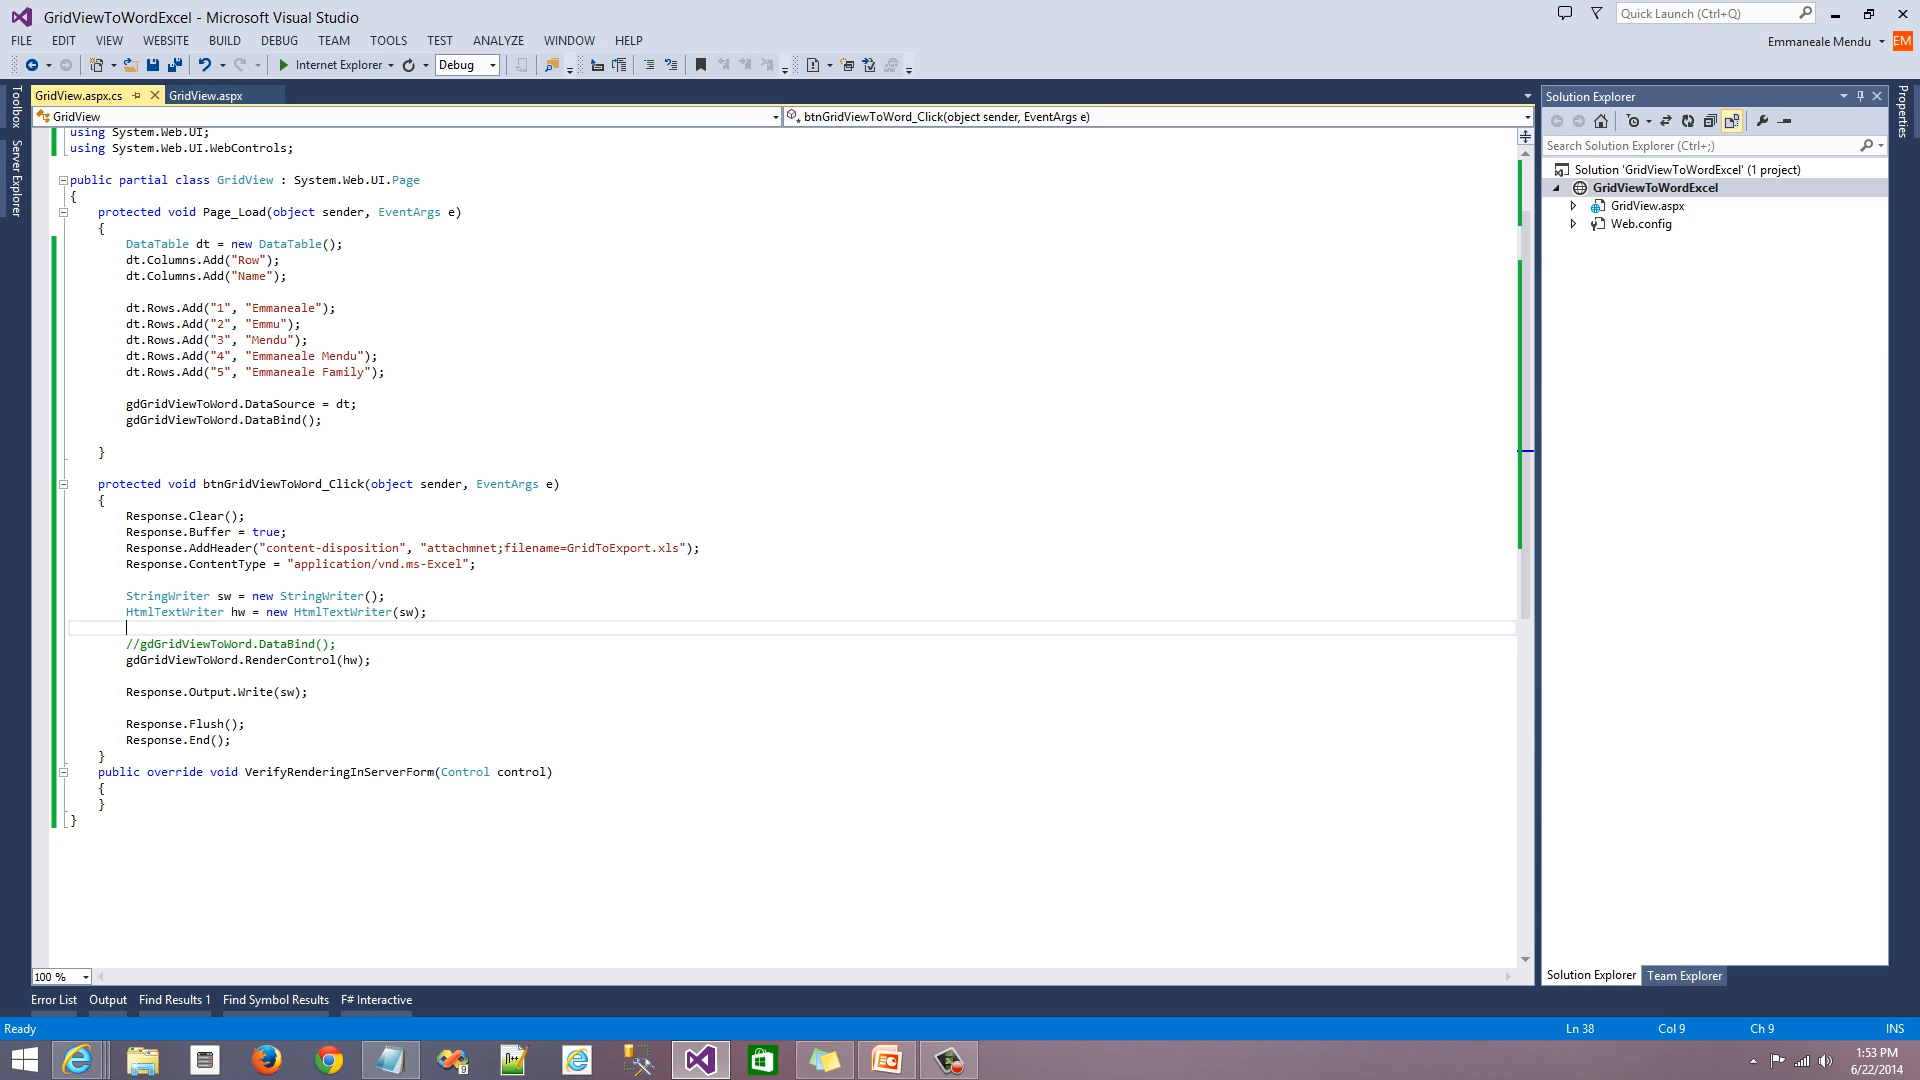 GridViewToWordExcel - Microsoft Visual Studio
Quick Launch (Ctrl+Q)
FILE EDIT VIEW WEBSITE BUILD DEBUG TEAM TOOLS TEST ANALYZE WINDOW HELP
Emmaneale Mendu EM
Internet Explorer Debug
Toolbox
Server Explorer
GridView.aspx.cs GridView.aspx
GridView
btnGridViewToWord_Click(object sender, EventArgs e)
using System.Web.UI;
using System.Web.UI.WebControls;
public partial class GridView : System.Web.UI.Page
{
protected void Page_Load(object sender, EventArgs e)
{
DataTable dt = new DataTable();
dt.Columns.Add("Row");
dt.Columns.Add("Name");
dt.Rows.Add("1", "Emmaneale");
dt.Rows.Add("2", "Emmu");
dt.Rows.Add("3", "Mendu");
dt.Rows.Add("4", "Emmaneale Mendu");
dt.Rows.Add("5", "Emmaneale Family");
gdGridViewToWord.DataSource = dt;
gdGridViewToWord.DataBind();
}
protected void btnGridViewToWord_Click(object sender, EventArgs e)
{
Response.Clear();
Response.Buffer = true;
Response.AddHeader("content-disposition", "attachmnet;filename=GridToExport.xls");
Response.ContentType = "application/vnd.ms-Excel";
StringWriter sw = new StringWriter();
HtmlTextWriter hw = new HtmlTextWriter(sw);
//gdGridViewToWord.DataBind();
gdGridViewToWord.RenderControl(hw);
Response.Output.Write(sw);
Response.Flush();
Response.End();
}
public override void VerifyRenderingInServerForm(Control control)
{
}
}
100 %
Solution Explorer
Search Solution Explorer (Ctrl+;)
Solution 'GridViewToWordExcel' (1 project)
GridViewToWordExcel
GridView.aspx
Web.config
Solution Explorer Team Explorer
Properties
Error List Output Find Results 1 Find Symbol Results F# Interactive
Ready Ln 38 Col 9 Ch 9 INS
1:53 PM
6/22/2014